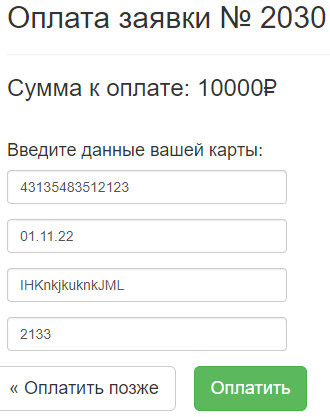 Оплата заявки № 2030
Сумма к оплате: 10000₽
Введите данные вашей карты:
43135483512123
01.11.22
IHKnkjkuknkJML
2133
« Оплатить позже
Оплатить